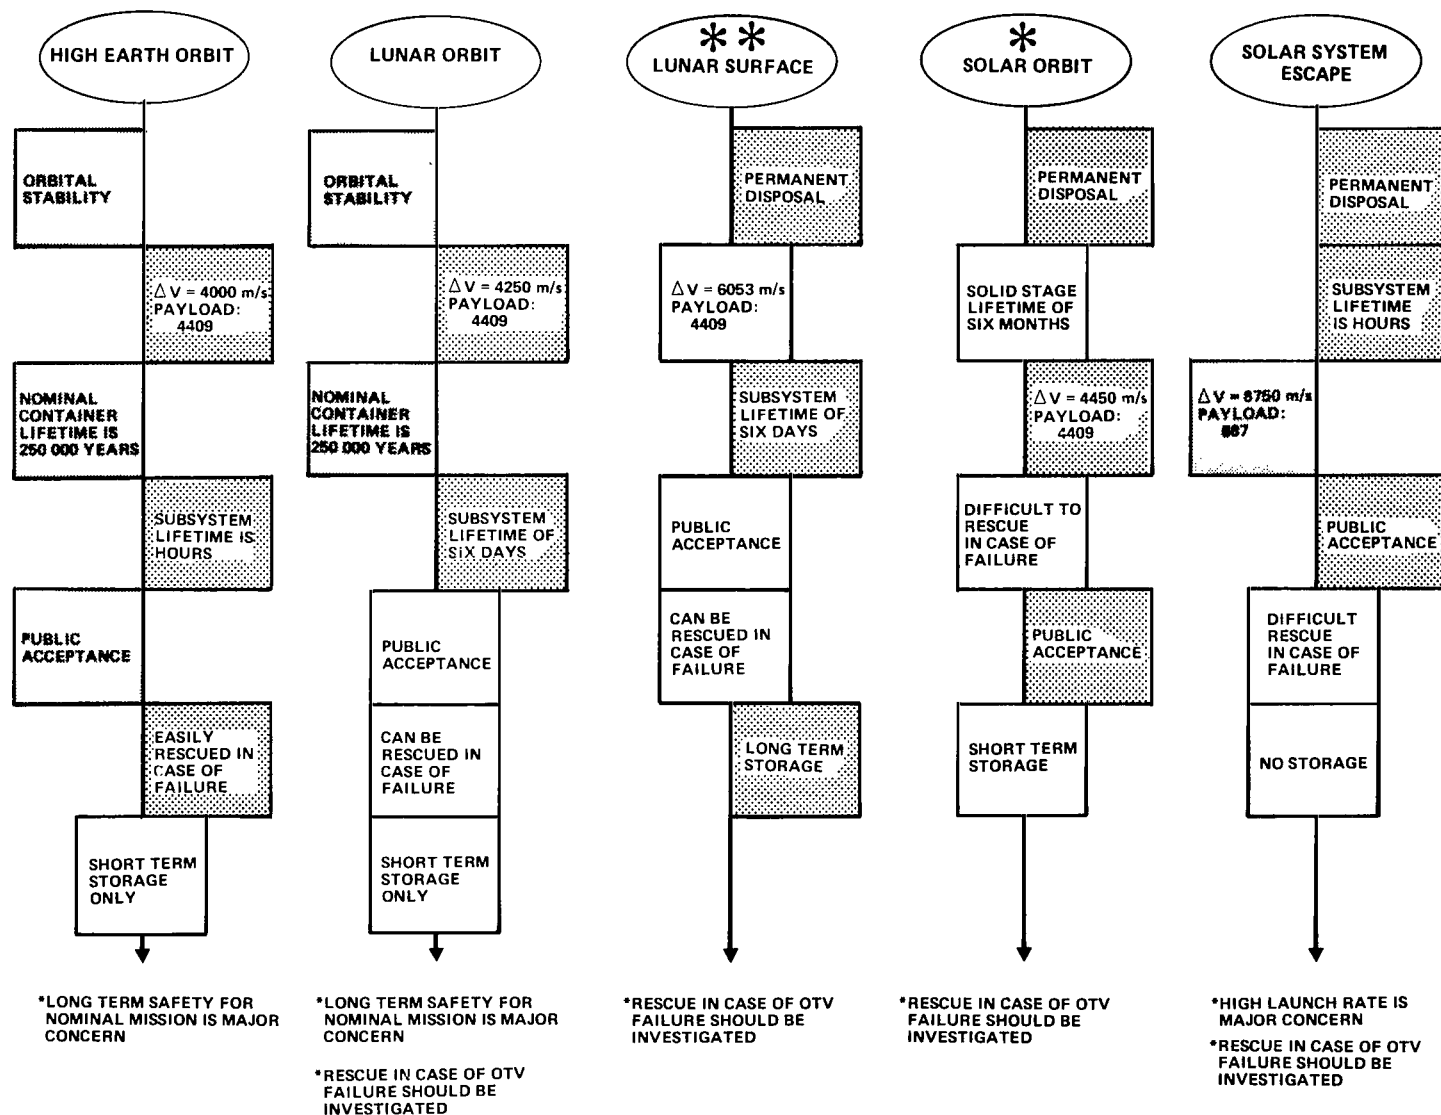 HIGH EARTH ORBIT
ORBITAL
STABILITY
Δ V = 4000 m/s
PAYLOAD:
4409
NOMINAL
CONTAINER
LIFETIME IS
250 000 YEARS
SUBSYSTEM
LIFETIME IS
HOURS
PUBLIC
ACCEPTANCE
EASILY
RESCUED IN
CASE OF
FAILURE
SHORT TERM
STORAGE
ONLY
*LONG TERM SAFETY FOR
NOMINAL MISSION IS MAJOR
CONCERN
LUNAR ORBIT
ORBITAL
STABILITY
Δ V = 4250 m/s
PAYLOAD:
4409
NOMINAL
CONTAINER
LIFETIME IS
250 000 YEARS
SUBSYSTEM
LIFETIME OF
SIX DAYS
PUBLIC
ACCEPTANCE
CAN BE
RESCUED IN
CASE OF
FAILURE
SHORT TERM
STORAGE
ONLY
*LONG TERM SAFETY FOR
NOMINAL MISSION IS MAJOR
CONCERN
*RESCUE IN CASE OF OTV
FAILURE SHOULD BE
INVESTIGATED
* *
LUNAR SURFACE
PERMANENT
DISPOSAL
Δ V = 6053 m/s
PAYLOAD:
4409
SUBSYSTEM
LIFETIME OF
SIX DAYS
PUBLIC
ACCEPTANCE
CAN BE
RESCUED IN
CASE OF
FAILURE
LONG TERM
STORAGE
*RESCUE IN CASE OF OTV
FAILURE SHOULD BE
INVESTIGATED
*
SOLAR ORBIT
PERMANENT
DISPOSAL
SOLID STAGE
LIFETIME OF
SIX MONTHS
Δ V = 4450 m/s
PAYLOAD:
4409
DIFFICULT TO
RESCUE
IN CASE OF
FAILURE
PUBLIC
ACCEPTANCE
SHORT TERM
STORAGE
*RESCUE IN CASE OF OTV
FAILURE SHOULD BE
INVESTIGATED
SOLAR SYSTEM
ESCAPE
PERMANENT
DISPOSAL
SUBSYSTEM
LIFETIME
IS HOURS
Δ V = 8750 m/s
PAYLOAD:
PUBLIC
ACCEPTANCE
DIFFICULT
RESCUE
IN CASE OF
FAILURE
NO STORAGE
*HIGH LAUNCH RATE IS
MAJOR CONCERN
*RESCUE IN CASE OF OTV
FAILURE SHOULD BE
INVESTIGATED